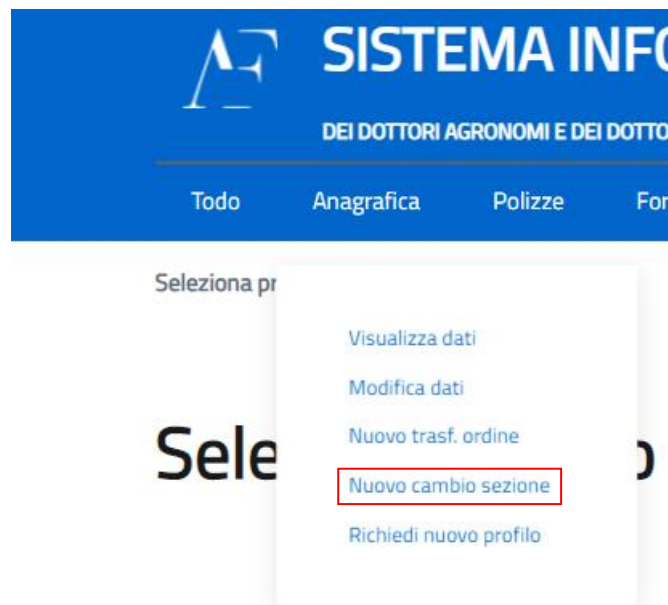 AF
SISTEMA INFO
DEI DOTTORI AGRONOMI E DEI DOTTO
Todo Anagrafica Polizze For
Seleziona pr
Visualizza dati
Modifica dati
Nuovo trasf. ordine
Sele
Nuovo cambio sezione
Richiedi nuovo profilo